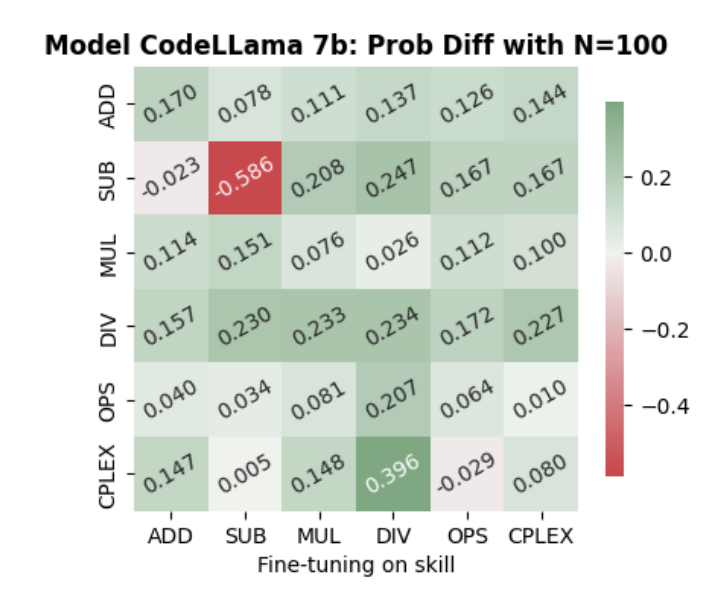 Model CodeLLama 7b: Prob Diff with N=100
ADD 0.170 0.078 0.111 0.137 0.126 0.144
SUB -0.023 -0.586 0.208 0.247 0.167 0.167
MUL 0.114 0.151 0.076 0.026 0.112 0.100
DIV 0.157 0.230 0.233 0.234 0.172 0.227
OPS 0.040 0.034 0.081 0.207 0.064 0.010
CPLEX 0.147 0.005 0.148 0.396 -0.029 0.080
ADD SUB MUL DIV OPS CPLEX
Fine-tuning on skill
0.2
0.0
−0.2
−0.4